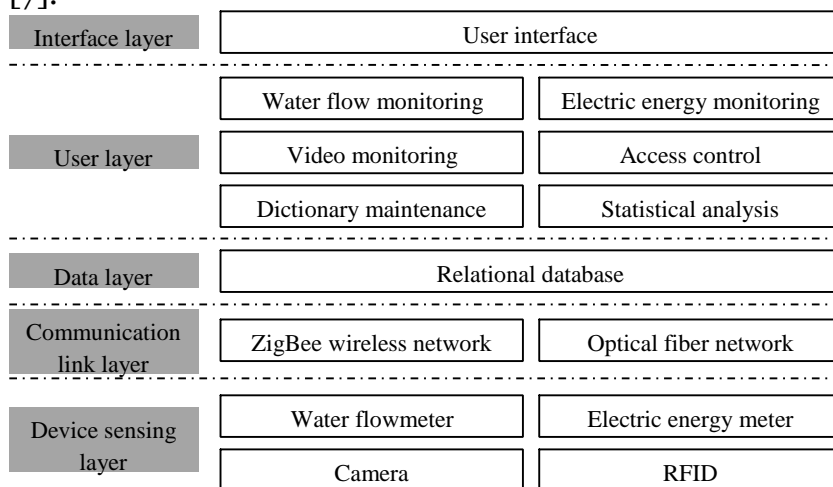 [7].
Interface layer
User interface
Water flow monitoring
Electric energy monitoring
User layer
Video monitoring
Access control
Dictionary maintenance
Statistical analysis
Data layer
Relational database
Communication
link layer
ZigBee wireless network
Optical fiber network
Device sensing
layer
Water flowmeter
Electric energy meter
Camera
RFID